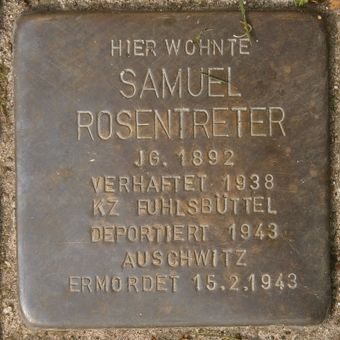 HIER WOHNTE
SAMUEL
ROSENTRETER
JG. 1892
VERHAFTET 1938
KZ FUHLSBÜTTEL
DEPORTIERT 1943
AUSCHWITZ
ERMORDET 15.2.1943